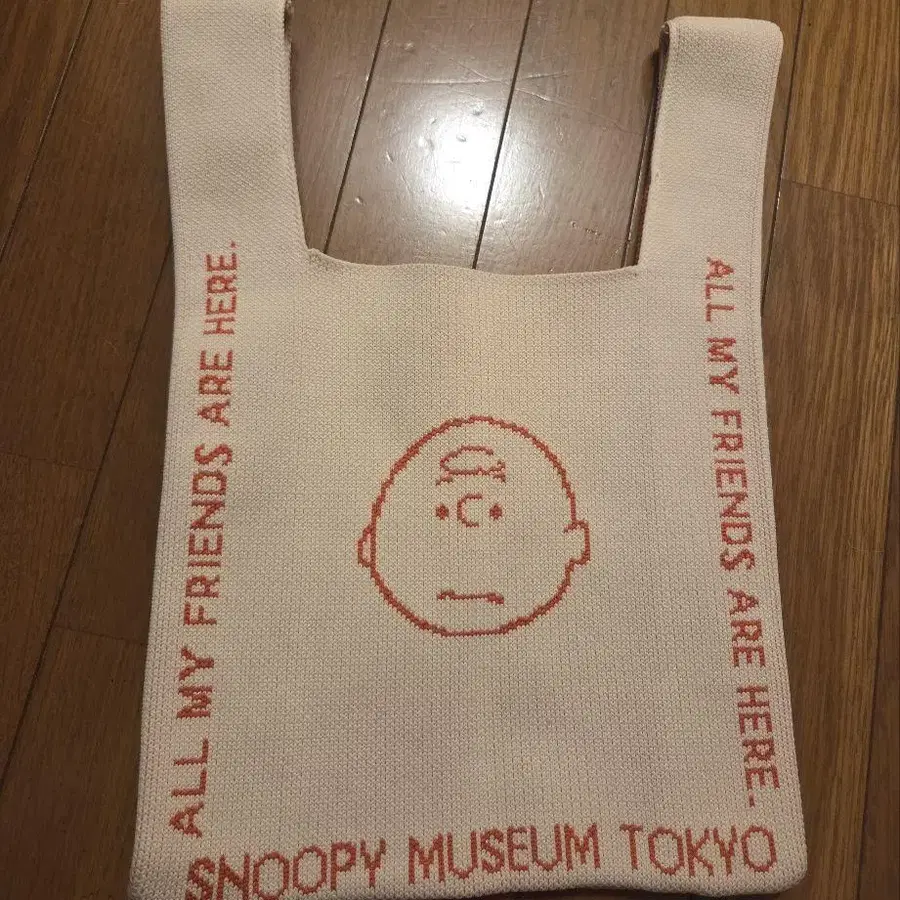 ALL MY FRIENDS ARE HERE.
ALL MY FRIENDS ARE HERE.
SNOOPY MUSEUM TOKYO